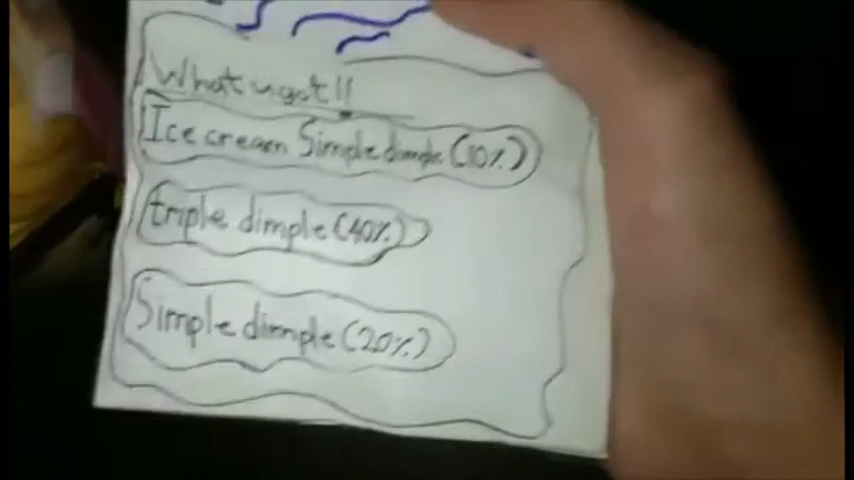 What u got!!
Ice cream Simple dimple (10%)
triple dimple (40%)
Simple dimple (20%)